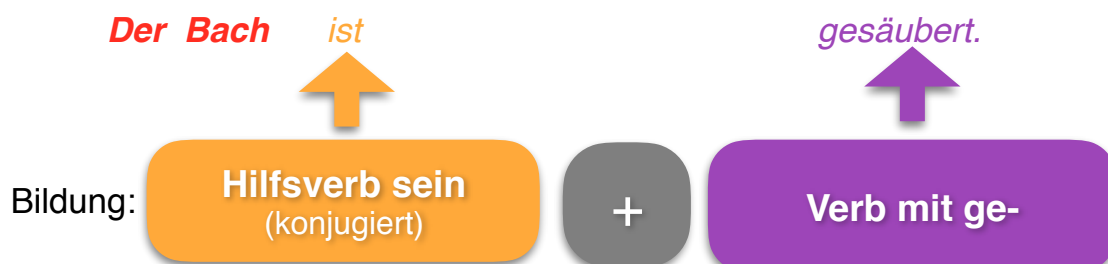 Der Bach ist gesäubert.
Bildung:
Hilfsverb sein
(konjugiert)
+
Verb mit ge-